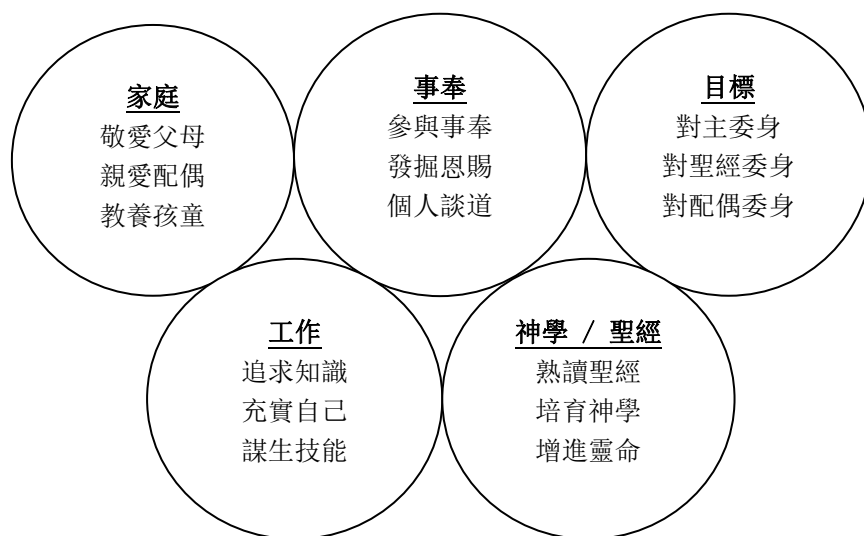 家庭
敬愛父母
親愛配偶
教養孩童
事奉
參與事奉
發掘恩賜
個人談道
目標
對主委身
對聖經委身
對配偶委身
工作
追求知識
充實自己
謀生技能
神學 / 聖經
熟讀聖經
培育神學
增進靈命